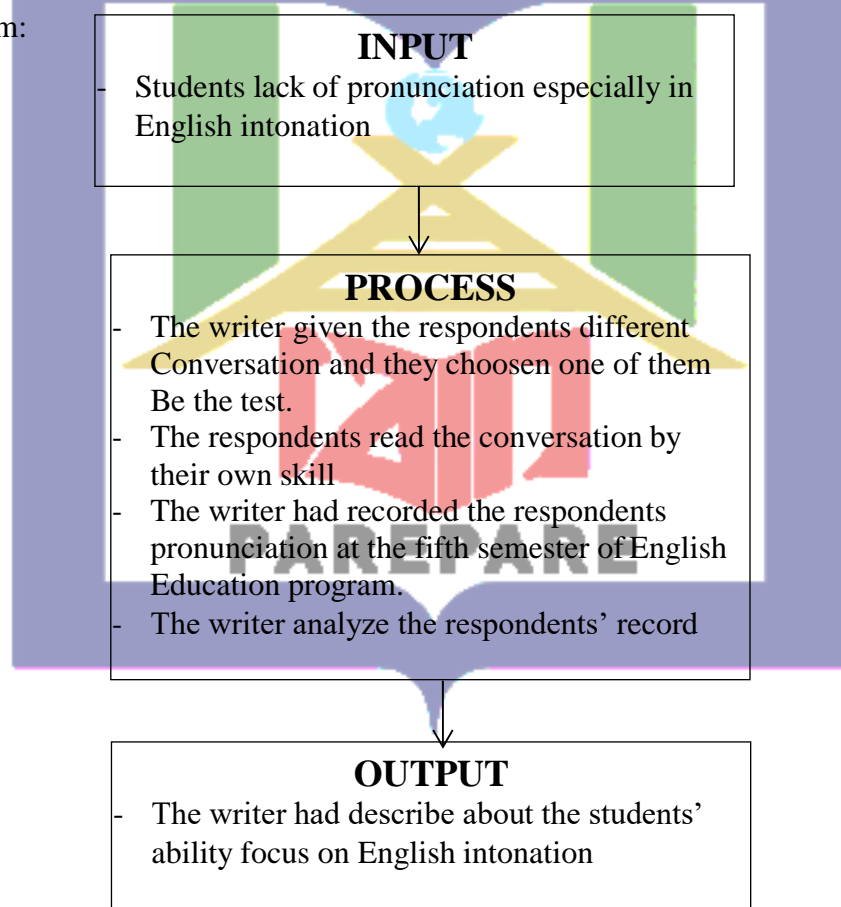 m:
INPUT
- Students lack of pronunciation especially in
English intonation
PROCESS
- The writer given the respondents different
Conversation and they choosen one of them
Be the test.
- The respondents read the conversation by
their own skill
- The writer had recorded the respondents
pronunciation at the fifth semester of English
Education program.
- The writer analyze the respondents’ record
PAREPARE
OUTPUT
- The writer had describe about the students’
ability focus on English intonation